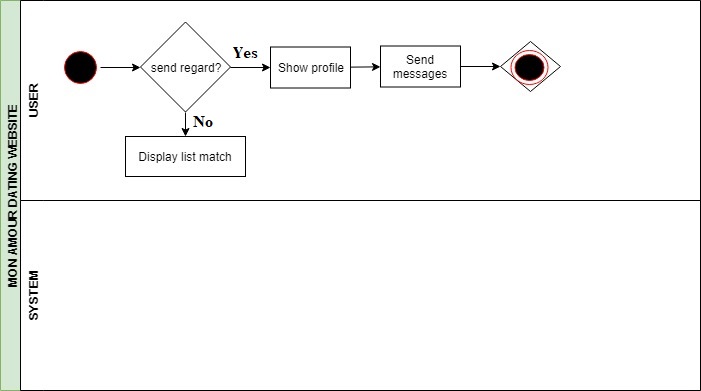 MON AMOUR DATING WEBSITE
USER
send regard?
Yes
Show profile
Send
messages
No
Display list match
SYSTEM